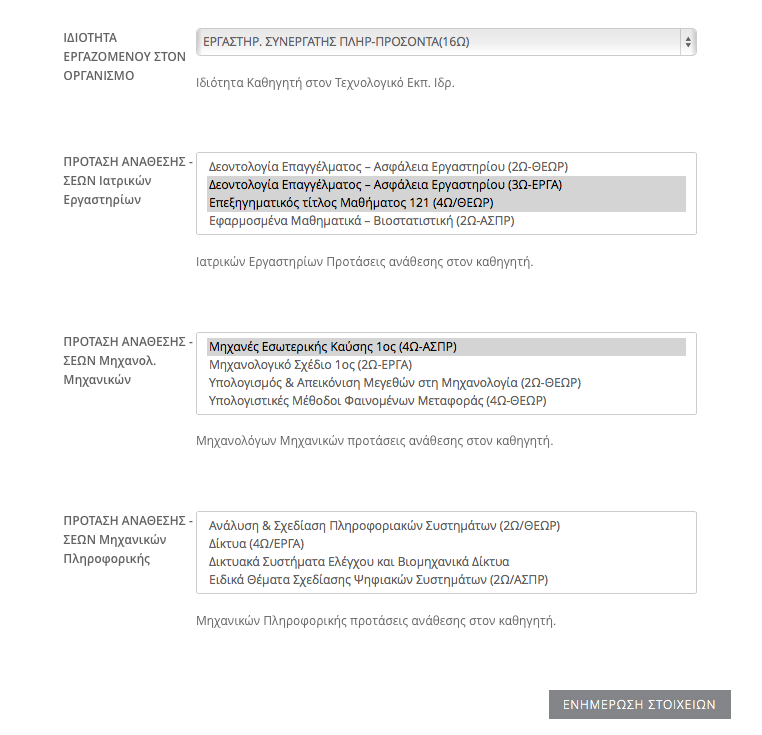 ΙΔΙΟΤΗΤΑ
ΕΡΓΑΖΟΜΕΝΟΥ ΣΤΟΝ
ΟΡΓΑΝΙΣΜΟ
ΕΡΓΑΣΤΗΡ. ΣΥΝΕΡΓΑΤΗΣ ΠΛΗΡ-ΠΡΟΣΟΝΤΑ(16Ω)
Ιδιότητα Καθηγητή στον Τεχνολογικό Εκπ. Ιδρ.
ΠΡΟΤΑΣΗ ΑΝΑΘΕΣΗΣ -
ΣΕΩΝ Ιατρικών
Εργαστηρίων
Δεοντολογία Επαγγέλματος – Ασφάλεια Εργαστηρίου (2Ω-ΘΕΩΡ)
Δεοντολογία Επαγγέλματος – Ασφάλεια Εργαστηρίου (3Ω-ΕΡΓΑ)
Επεξηγηματικός τίτλος Μαθήματος 121 (4Ω/ΘΕΩΡ)
Εφαρμοσμένα Μαθηματικά – Βιοστατιστική (2Ω-ΑΣΠΡ)
Ιατρικών Εργαστηρίων Προτάσεις ανάθεσης στον καθηγητή.
ΠΡΟΤΑΣΗ ΑΝΑΘΕΣΗΣ -
ΣΕΩΝ Μηχανολ.
Μηχανικών
Μηχανές Εσωτερικής Καύσης 1ος (4Ω-ΑΣΠΡ)
Μηχανολογικό Σχέδιο 1ος (2Ω-ΕΡΓΑ)
Υπολογισμός & Απεικόνιση Μεγεθών στη Μηχανολογία (2Ω-ΘΕΩΡ)
Υπολογιστικές Μέθοδοι Φαινομένων Μεταφοράς (4Ω-ΘΕΩΡ)
Μηχανολόγων Μηχανικών προτάσεις ανάθεσης στον καθηγητή.
ΠΡΟΤΑΣΗ ΑΝΑΘΕΣΗΣ -
ΣΕΩΝ Μηχανικών
Πληροφορικής
Ανάλυση & Σχεδίαση Πληροφοριακών Συστημάτων (2Ω/ΘΕΩΡ)
Δίκτυα (4Ω/ΕΡΓΑ)
Δικτυακά Συστήματα Ελέγχου και Βιομηχανικά Δίκτυα
Ειδικά Θέματα Σχεδίασης Ψηφιακών Συστημάτων (2Ω/ΑΣΠΡ)
Μηχανικών Πληροφορικής προτάσεις ανάθεσης στον καθηγητή.
ΕΝΗΜΕΡΩΣΗ ΣΤΟΙΧΕΙΩΝ